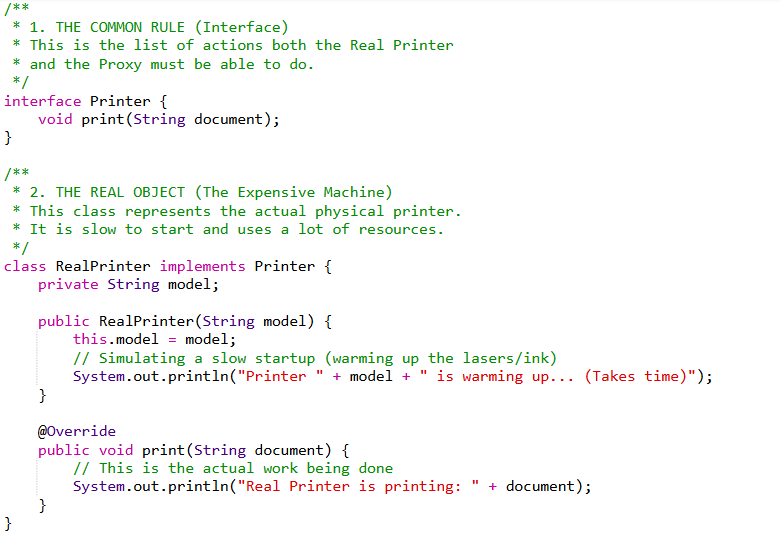 /**
 * 1. THE COMMON RULE (Interface)
 * This is the list of actions both the Real Printer
 * and the Proxy must be able to do.
 */
interface Printer {
    void print(String document);
}

/**
 * 2. THE REAL OBJECT (The Expensive Machine)
 * This class represents the actual physical printer.
 * It is slow to start and uses a lot of resources.
 */
class RealPrinter implements Printer {
    private String model;

    public RealPrinter(String model) {
        this.model = model;
        // Simulating a slow startup (warming up the lasers/ink)
        System.out.println("Printer " + model + " is warming up... (Takes time)");
    }

    @Override
    public void print(String document) {
        // This is the actual work being done
        System.out.println("Real Printer is printing: " + document);
    }
}